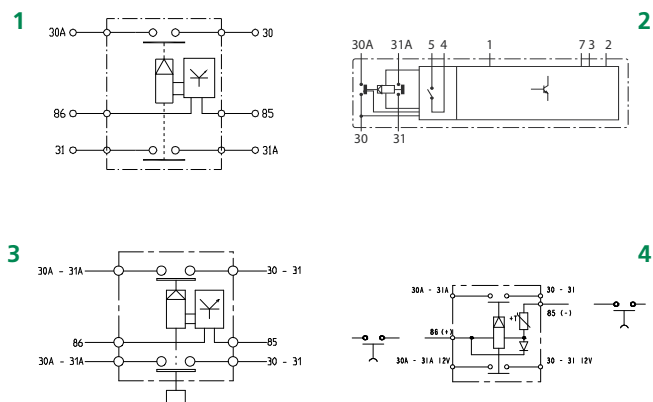 1
30A
30
86
85
31
31A
2
30A 31A 5 4 1 7 3 2
30 31
3
30A - 31A
30 - 31
86
85
30A - 31A
30 - 31
4
30A - 31A
30 - 31
+T
85 (-)
86 (+)
30A - 31A 12V
30 - 31 12V